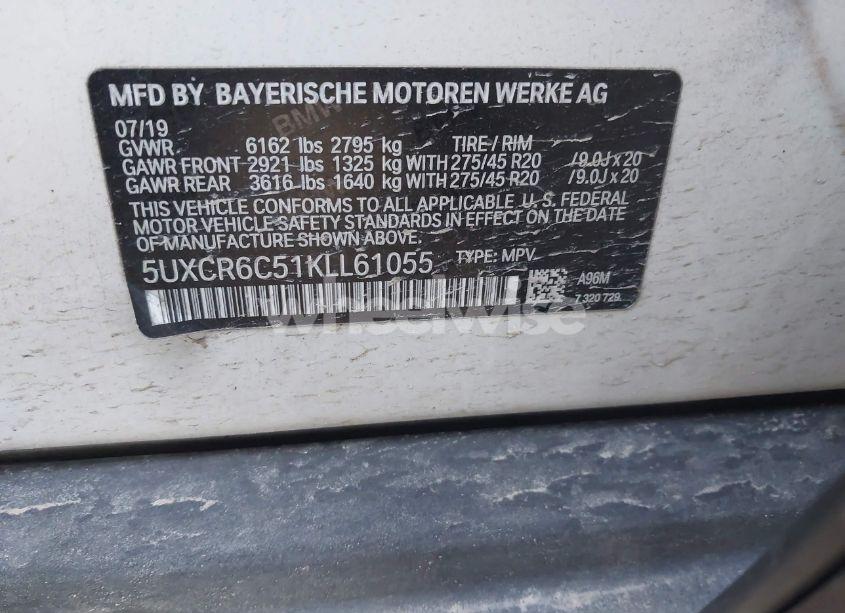 MFD BY BAYERISCHE MOTOREN WERKE AG
07/19
GVWR 6162 lbs 2795 kg TIRE / RIM
GAWR FRONT 2921 lbs 1325 kg WITH 275/45 R20 /9.0J x 20
GAWR REAR 3616 lbs 1640 kg WITH 275/45 R20 /9.0J x 20
THIS VEHICLE CONFORMS TO ALL APPLICABLE U. S. FEDERAL
MOTOR VEHICLE SAFETY STANDARDS IN EFFECT ON THE DATE
OF MANUFACTURE SHOWN ABOVE.
5UXCR6C51KLL61055 TYPE: MPV
A96M
7 320 729
BMW
wheelwise